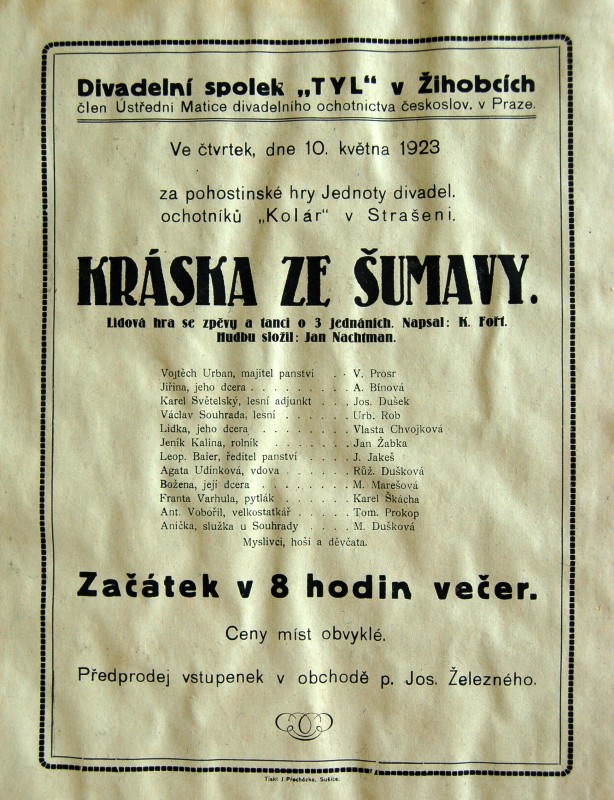 Divadelní spolek „TYL“ v Žihobcích
člen Ústřední Matice divadelního ochotnictva českoslov. v Praze.
Ve čtvrtek, dne 10. května 1923
za pohostinské hry Jednoty divadel.
ochotníků „Kolár“ v Strašeni.
KRÁSKA ZE ŠUMAVY.
Lidová hra se zpěvy a tanci o 3 jednáních. Napsal: K. Fořt.
Hudbu složil: Jan Nachtman.
Vojtěch Urban, majitel panství . . V. Prosr
Jiřina, jeho dcera . . . . . . . . A. Bínová
Karel Světelský, lesní adjunkt . . . Jos. Dušek
Václav Souhrada, lesní . . . . . . Urb. Rob
Lidka, jeho dcera . . . . . . . . Vlasta Chvojková
Jeník Kalina, rolník . . . . . . . Jan Žabka
Leop. Baier, ředitel panství . . . . J. Jakeš
Agata Udínková, vdova . . . . . . Růž. Dušková
Božena, její dcera . . . . . . . . M. Marešová
Franta Varhula, pytlák . . . . . . Karel Škácha
Ant. Vobořil, velkostatkář . . . . . Tom. Prokop
Anička, služka u Souhrady . . . . M. Dušková
Myslivci, hoši a děvčata.
Začátek v 8 hodin večer.
Ceny míst obvyklé.
Předprodej vstupenek v obchodě p. Jos. Železného.
Tiskl J. Přecházka, Sušice.